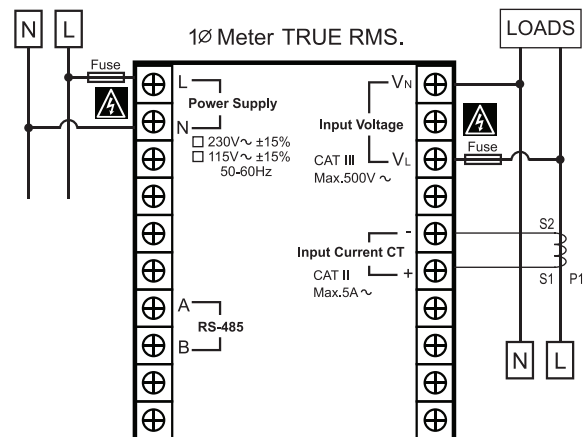 N L
1Ø Meter TRUE RMS.
LOADS
Fuse
L
Power Supply
N
☐ 230V~ ±15%
☐ 115V~ ±15%
50-60Hz
VN
Input Voltage
CAT III
VL
Max.500V ~
Fuse
-
Input Current CT
CAT II
+
Max.5A ~
S2
S1 P1
A
RS-485
B
N L